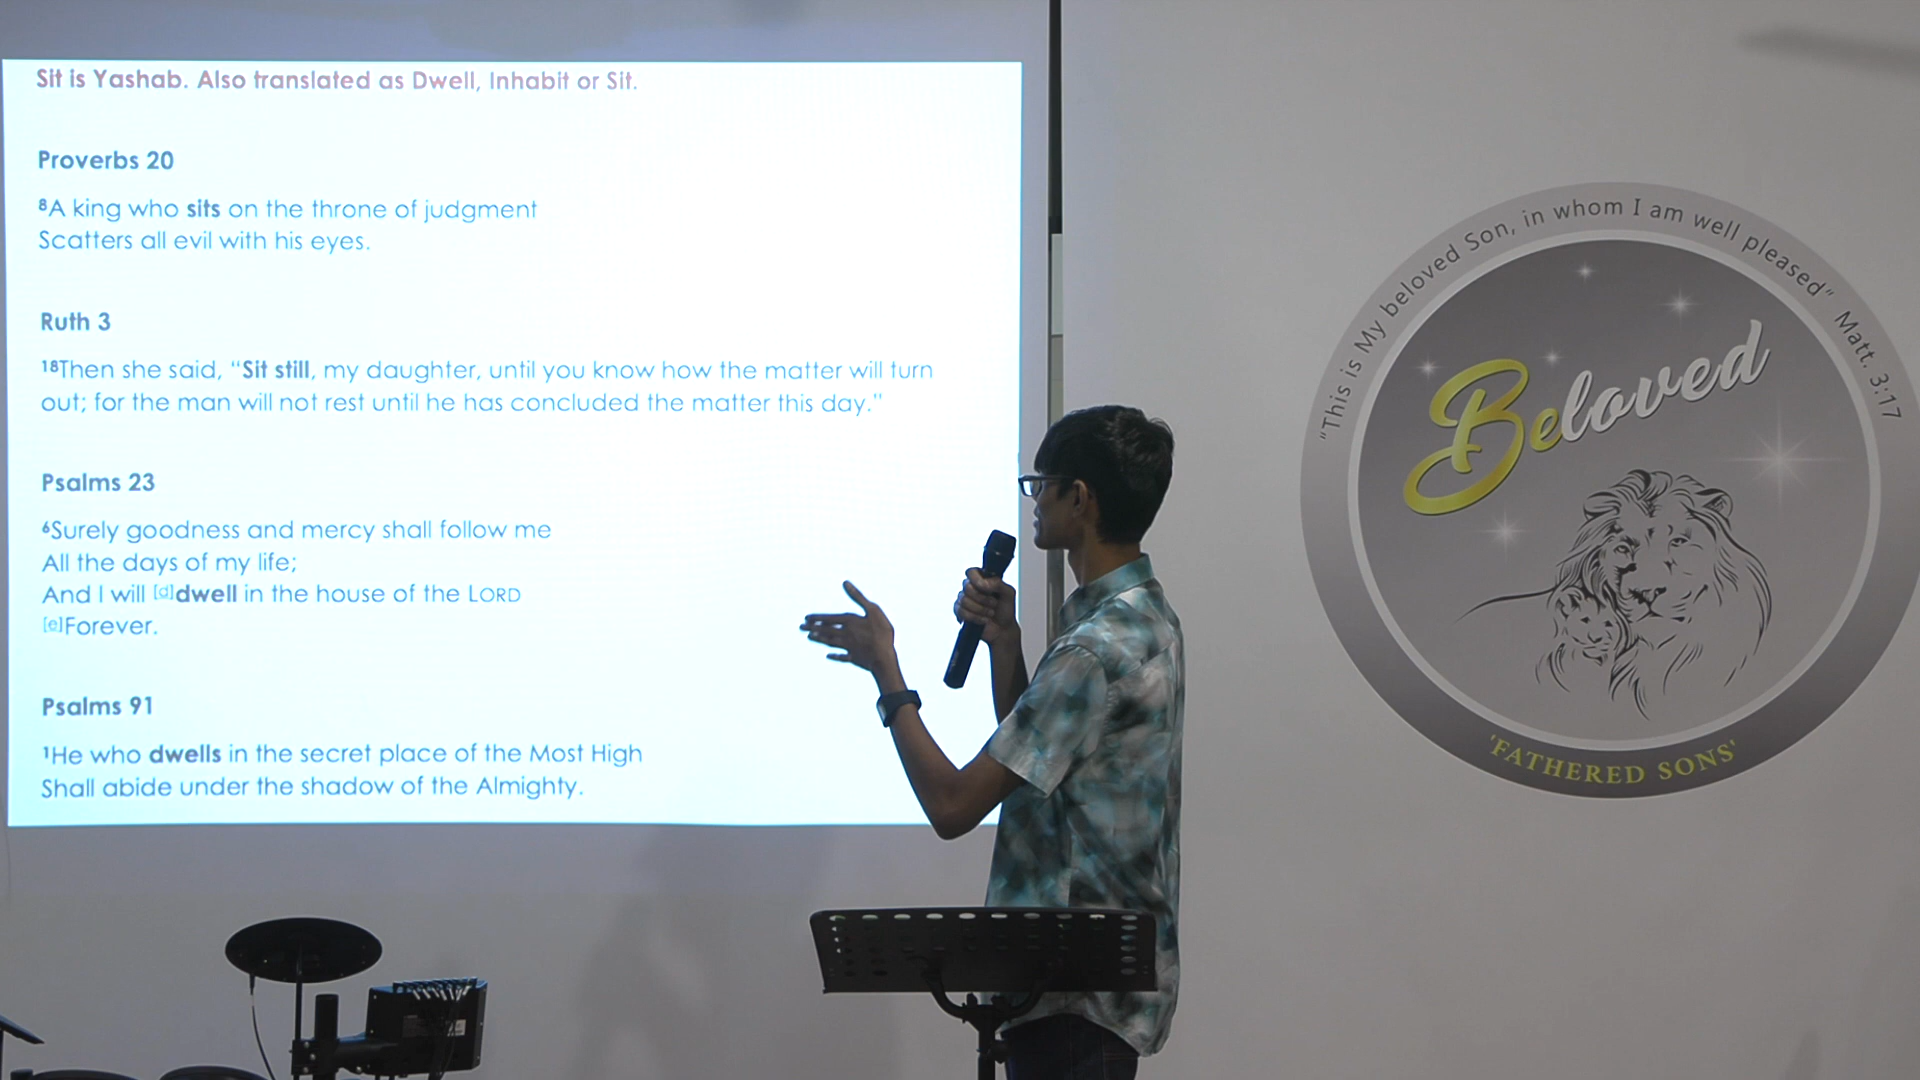 Sit is Yashab. Also translated as Dwell, Inhabit or Sit.
Proverbs 20
8A king who sits on the throne of judgment
Scatters all evil with his eyes.
Ruth 3
18Then she said, “Sit still, my daughter, until you know how the matter will turn
out; for the man will not rest until he has concluded the matter this day.”
Psalms 23
6Surely goodness and mercy shall follow me
All the days of my life;
And I will [d]dwell in the house of the LORD
[e]Forever.
Psalms 91
1He who dwells in the secret place of the Most High
Shall abide under the shadow of the Almighty.
“This is My beloved Son, in whom I am well pleased” Matt. 3:17
Beloved
'FATHERED SONS'